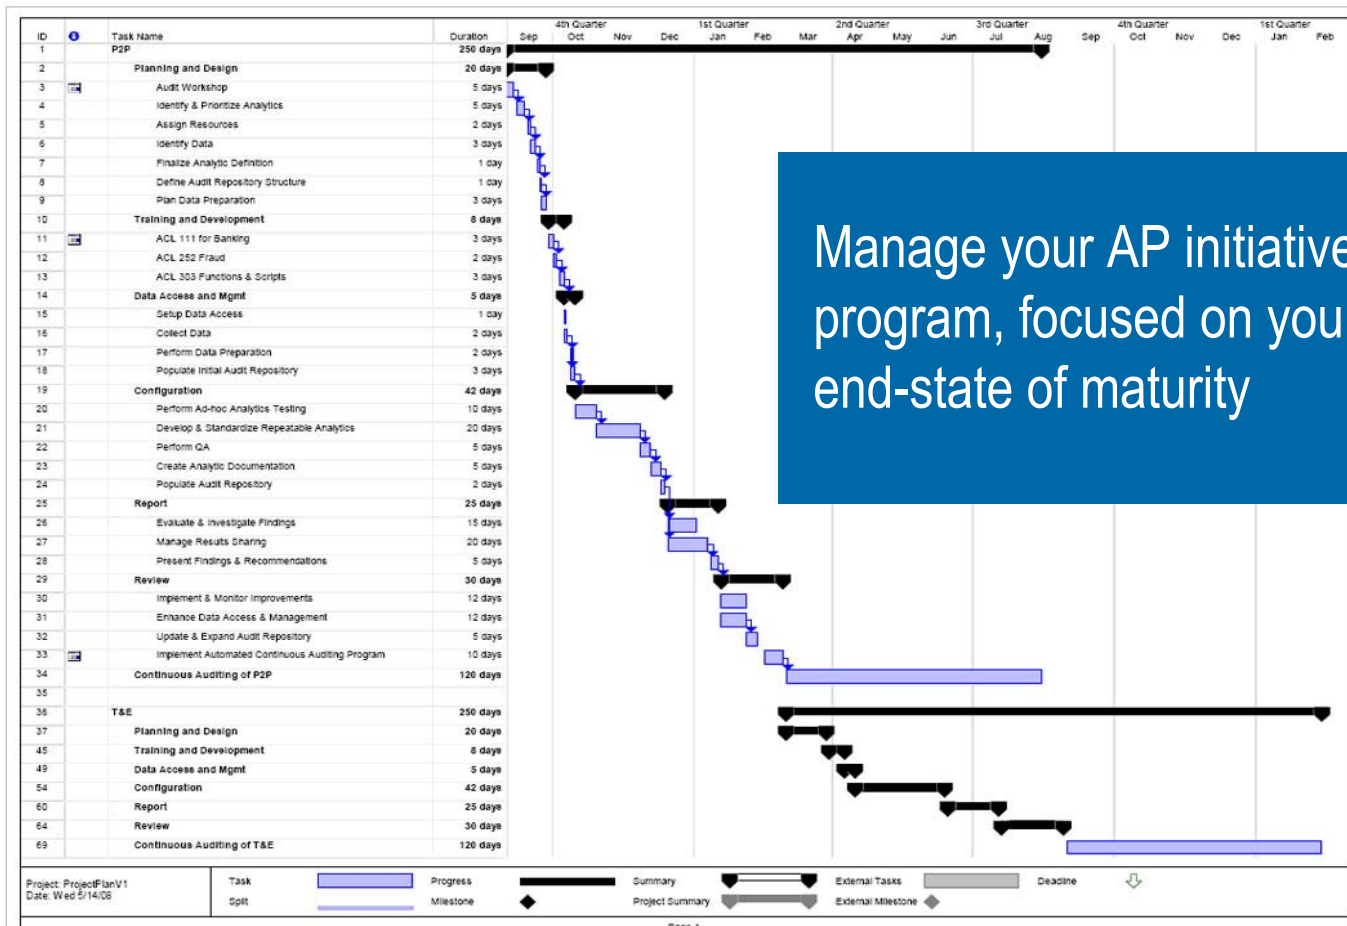 4th Quarter 1st Quarter 2nd Quarter 3rd Quarter 4th Quarter 1st Quarter
ID Task Name Duration Sep Oct Nov Dec Jan Feb Mar Apr May Jun Jul Aug Sep Oct Nov Dec Jan Feb
1 P2P 250 days
2 Planning and Design 20 days
3 Audit Workshop 5 days
4 Identify & Prioritize Analytics 5 days
5 Assign Resources 2 days
6 Identify Data 3 days
7 Finalize Analytic Definition 1 day
8 Define Audit Repository Structure 1 day
9 Plan Data Preparation 3 days
10 Training and Development 8 days
11 ACL 111 for Banking 3 days
12 ACL 252 Fraud 2 days
13 ACL 303 Functions & Scripts 3 days
14 Data Access and Mgmt 5 days
15 Setup Data Access 1 day
16 Collect Data 2 days
17 Perform Data Preparation 2 days
18 Populate Initial Audit Repository 3 days
19 Configuration 42 days
20 Perform Ad-hoc Analytics Testing 10 days
21 Develop & Standardize Repeatable Analytics 20 days
22 Perform QA 5 days
23 Create Analytic Documentation 5 days
24 Populate Audit Repository 2 days
25 Report 25 days
26 Evaluate & Investigate Findings 15 days
27 Manage Results Sharing 20 days
28 Present Findings & Recommendations 5 days
29 Review 30 days
30 Implement & Monitor Improvements 12 days
31 Enhance Data Access & Management 12 days
32 Update & Expand Audit Repository 5 days
33 Implement Automated Continuous Auditing Program 10 days
34 Continuous Auditing of P2P 120 days
35
36 T&E 250 days
37 Planning and Design 20 days
45 Training and Development 8 days
49 Data Access and Mgmt 5 days
54 Configuration 42 days
60 Report 25 days
64 Review 30 days
69 Continuous Auditing of T&E 120 days
Manage your AP initiative
program, focused on you
end-state of maturity
Project: ProjectPlanV1
Date: Wed 5/14/08
Task Progress Summary External Tasks Deadline
Split Milestone Project Summary External Milestone